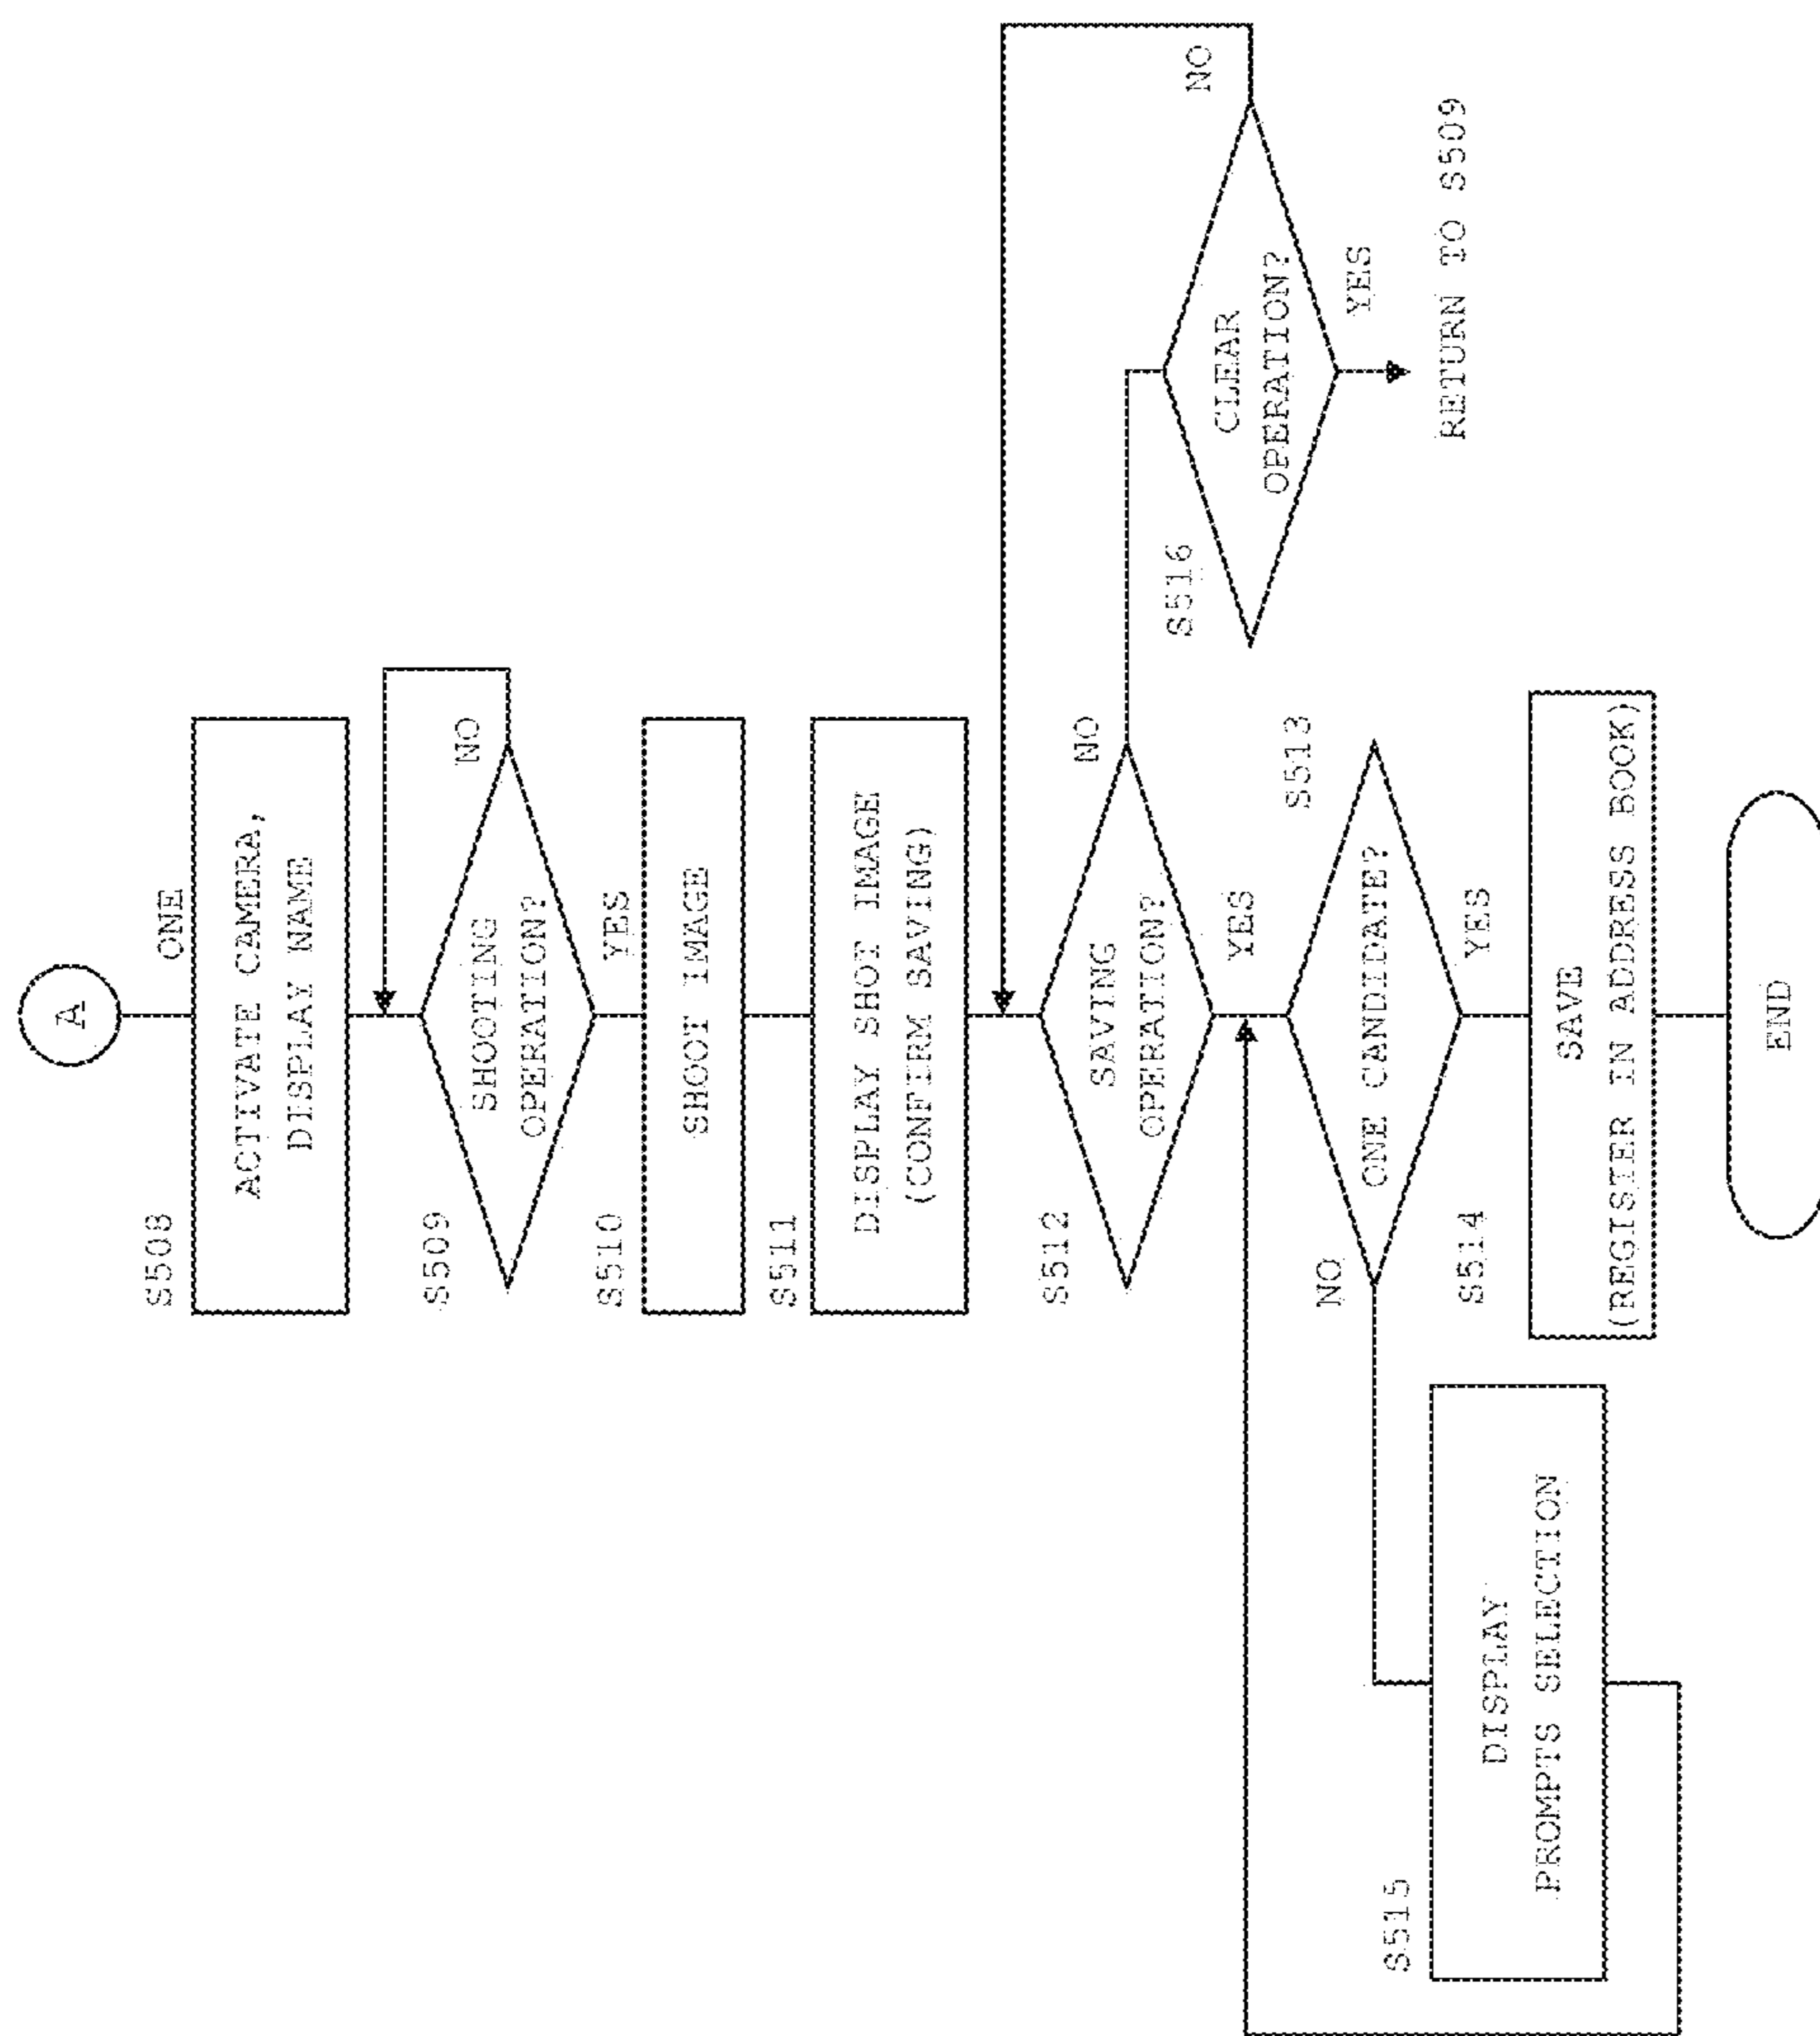 A
ONE
S508
ACTIVATE CAMERA,
DISPLAY NAME
S509
SHOOTING
OPERATION?
NO
YES
S510
SHOOT IMAGE
S511
DISPLAY SHOT IMAGE
(CONFIRM SAVING)
S512
SAVING
OPERATION?
NO
YES
S516
CLEAR
OPERATION?
NO
YES
RETURN TO S509
S513
ONE CANDIDATE?
NO
YES
S515
DISPLAY
PROMPTS SELECTION
S514
SAVE
(REGISTER IN ADDRESS BOOK)
END